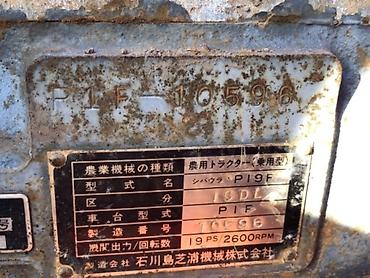 P1F-10596
農業機械の種類 農用トラクター(乗用型)
型式名 シバウラ P19F
区分 19DL
車台型式 P1F
製造番号 10596
機関出力/回転数 19PS/2600RPM
製造会社 石川島芝浦機械株式会社